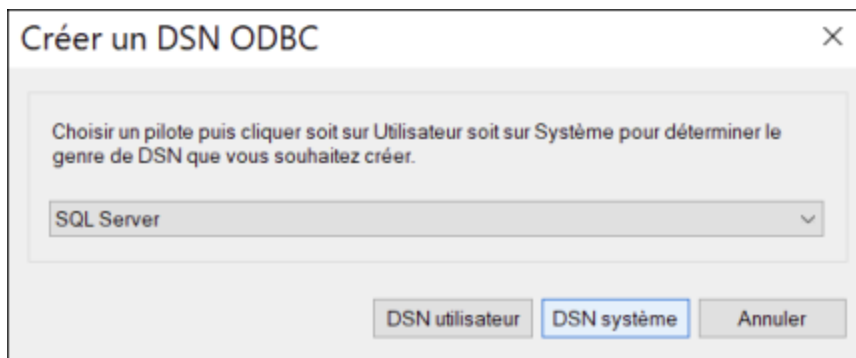 Créer un DSN ODBC
Choisir un pilote puis cliquer soit sur Utilisateur soit sur Système pour déterminer le
genre de DSN que vous souhaitez créer.
SQL Server
DSN utilisateur DSN système Annuler